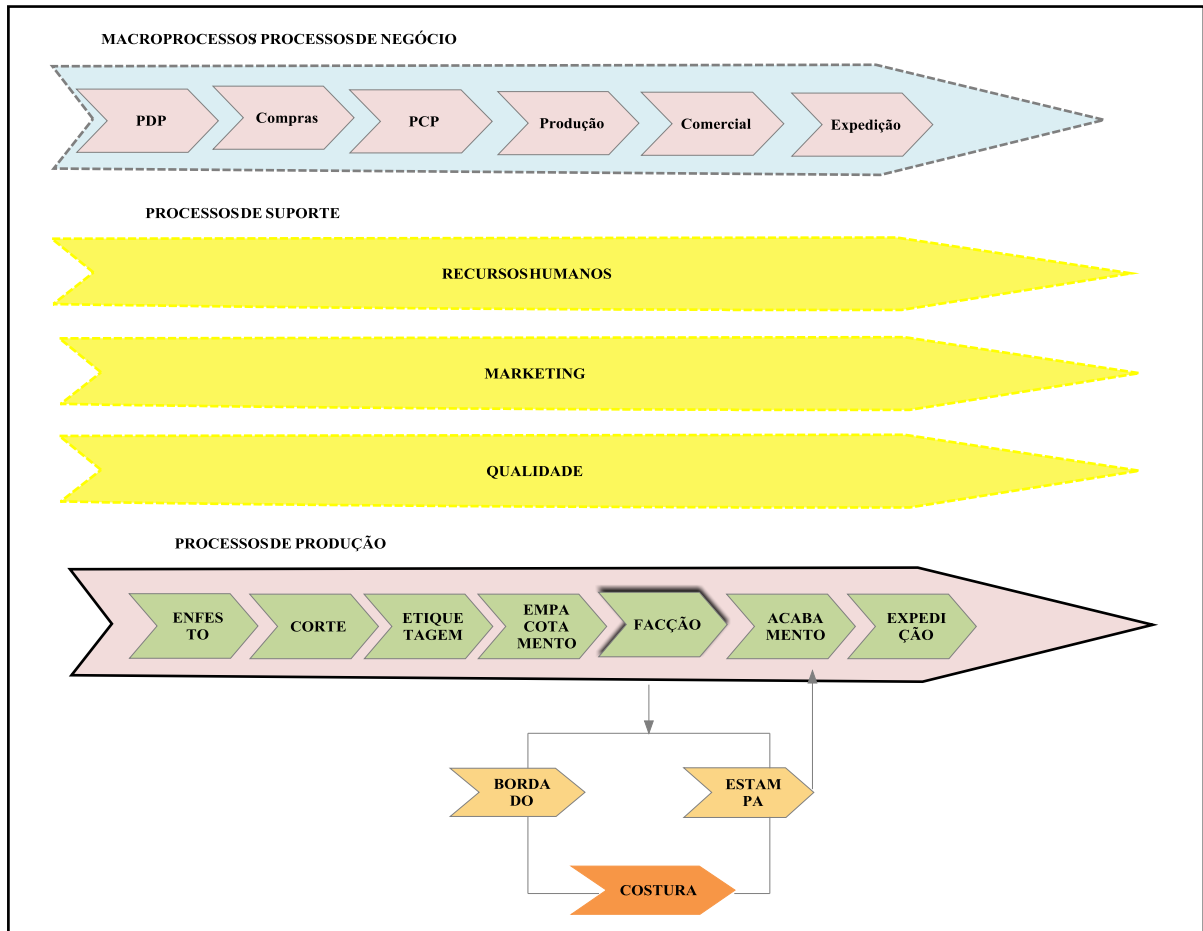 MACROPROCESSOS/ PROCESSOS DE NEGÓCIO
PDP
Compras
PCP
Produção
Comercial
Expedição
PROCESSOS DE SUPORTE
RECURSOS HUMANOS
MARKETING
QUALIDADE
PROCESSOS DE PRODUÇÃO
ENFES
TO
CORTE
ETIQUE
TAGEM
EMPA
COTA
MENTO
FACÇÃO
ACABA
MENTO
EXPEDI
ÇÃO
BORDA
DO
ESTAM
PA
COSTURA